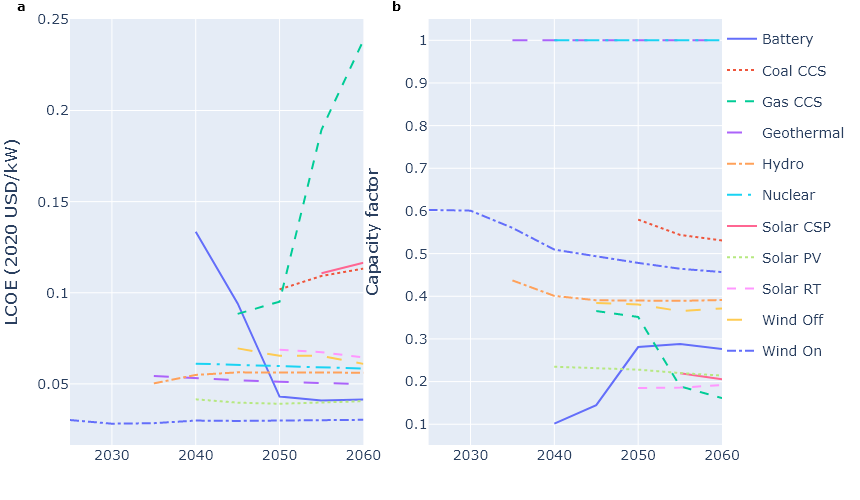 a
b
LCOE (2020 USD/kW)
0.25
0.2
0.15
0.1
0.05
2030
2040
2050
2060
Capacity factor
1
0.9
0.8
0.7
0.6
0.5
0.4
0.3
0.2
0.1
2030
2040
2050
2060
Battery
Coal CCS
Gas CCS
Geothermal
Hydro
Nuclear
Solar CSP
Solar PV
Solar RT
Wind Off
Wind On